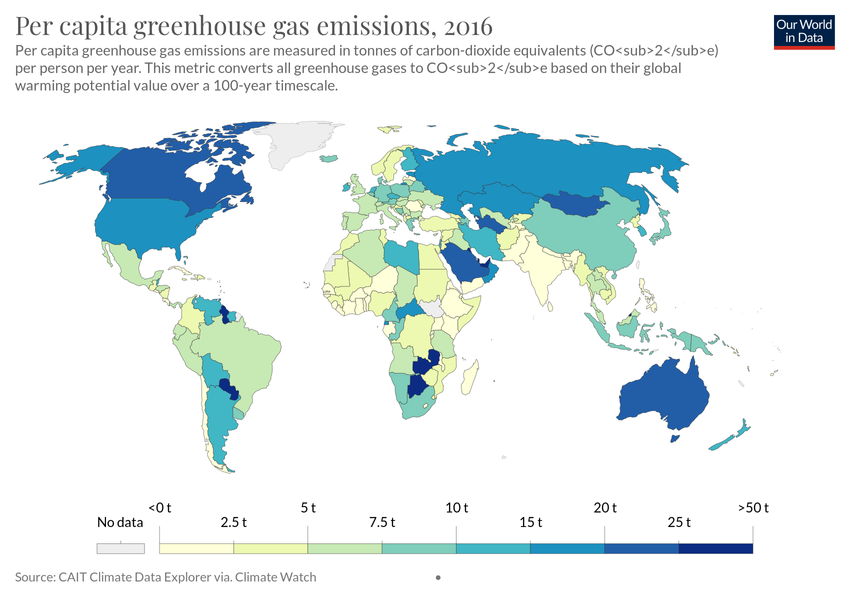 Per capita greenhouse gas emissions, 2016
Our World
in Data
Per capita greenhouse gas emissions are measured in tonnes of carbon-dioxide equivalents (CO<sub>2</sub>e)
per person per year. This metric converts all greenhouse gases to CO<sub>2</sub>e based on their global
warming potential value over a 100-year timescale.
<0 t 5 t 10 t 20 t >50 t
No data 2.5 t 7.5 t 15 t 25 t
Source: CAIT Climate Data Explorer via. Climate Watch •